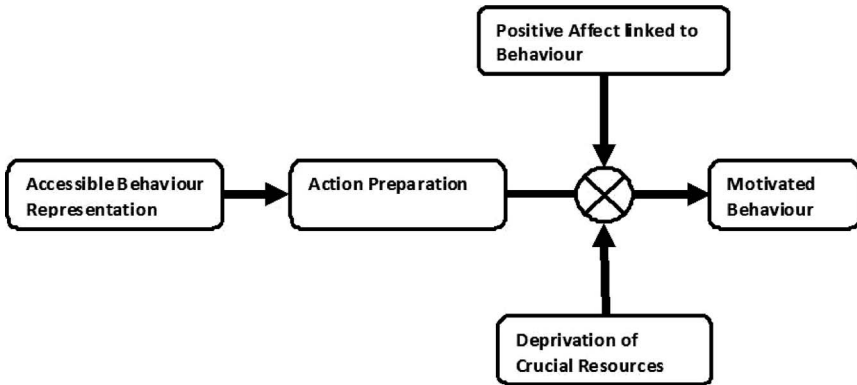 Positive Affect linked to
Behaviour
Accessible Behaviour
Representation
Action Preparation
Motivated
Behaviour
Deprivation of
Crucial Resources